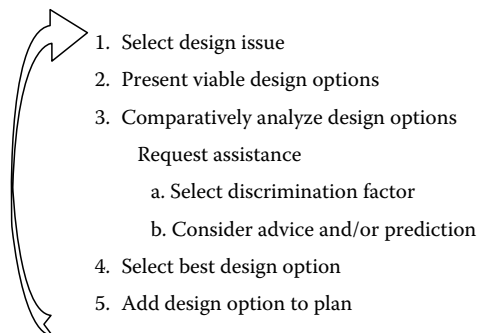 1. Select design issue
2. Present viable design options
3. Comparatively analyze design options
Request assistance
a. Select discrimination factor
b. Consider advice and/or prediction
4. Select best design option
5. Add design option to plan